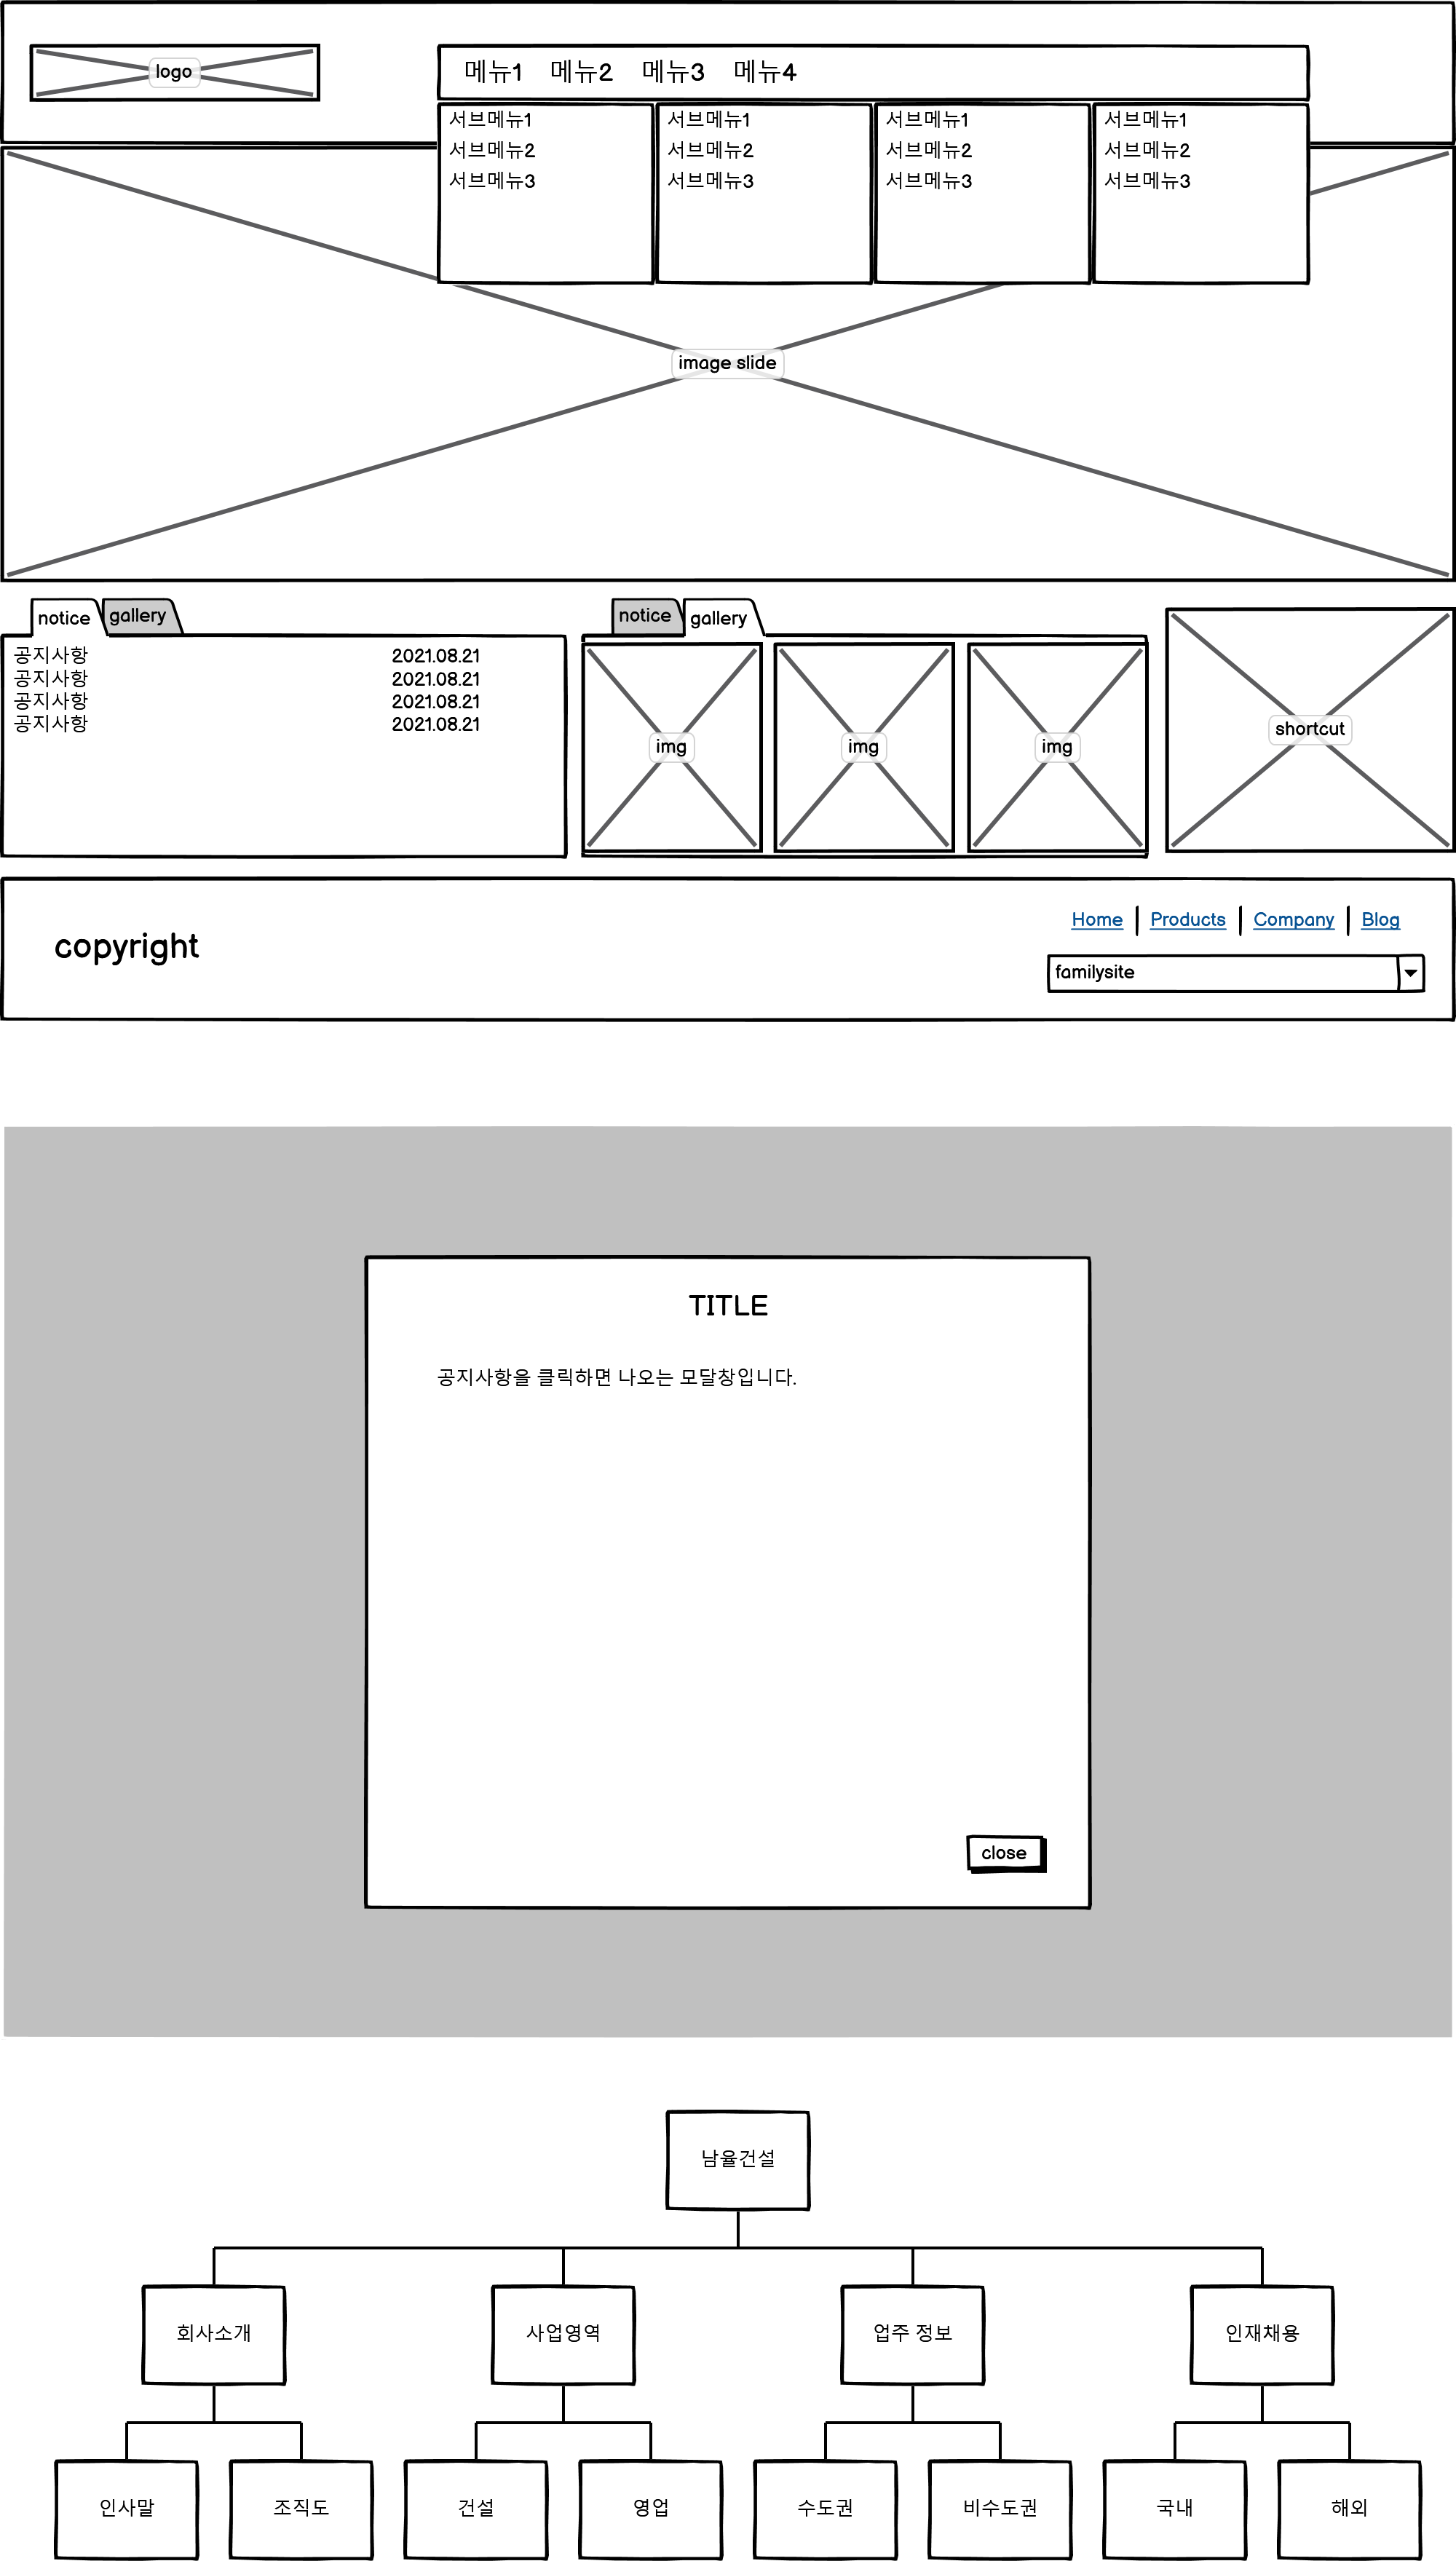 logo
메뉴1 메뉴2 메뉴3 메뉴4
서브메뉴1 서브메뉴1 서브메뉴1 서브메뉴1
서브메뉴2 서브메뉴2 서브메뉴2 서브메뉴2
서브메뉴3 서브메뉴3 서브메뉴3 서브메뉴3
image slide
notice gallery
공지사항 2021.08.21
공지사항 2021.08.21
공지사항 2021.08.21
공지사항 2021.08.21
notice gallery
img img img
shortcut
copyright
Home Products Company Blog
familysite
TITLE
공지사항을 클릭하면 나오는 모달창입니다.
close
남율건설
회사소개 사업영역 업주 정보 인재채용
인사말 조직도 건설 영업 수도권 비수도권 국내 해외